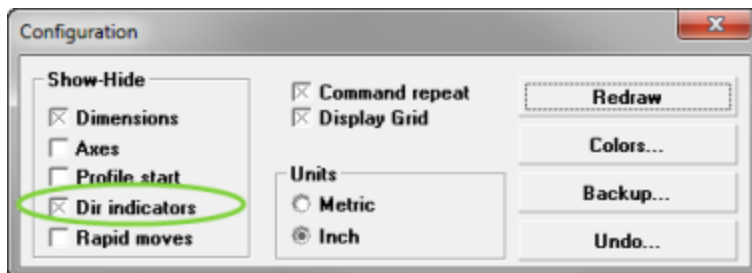 Configuration
Show-Hide
Dimensions
Axes
Profile start
Dir indicators
Rapid moves
Command repeat
Display Grid
Units
Metric
Inch
Redraw
Colors...
Backup...
Undo...